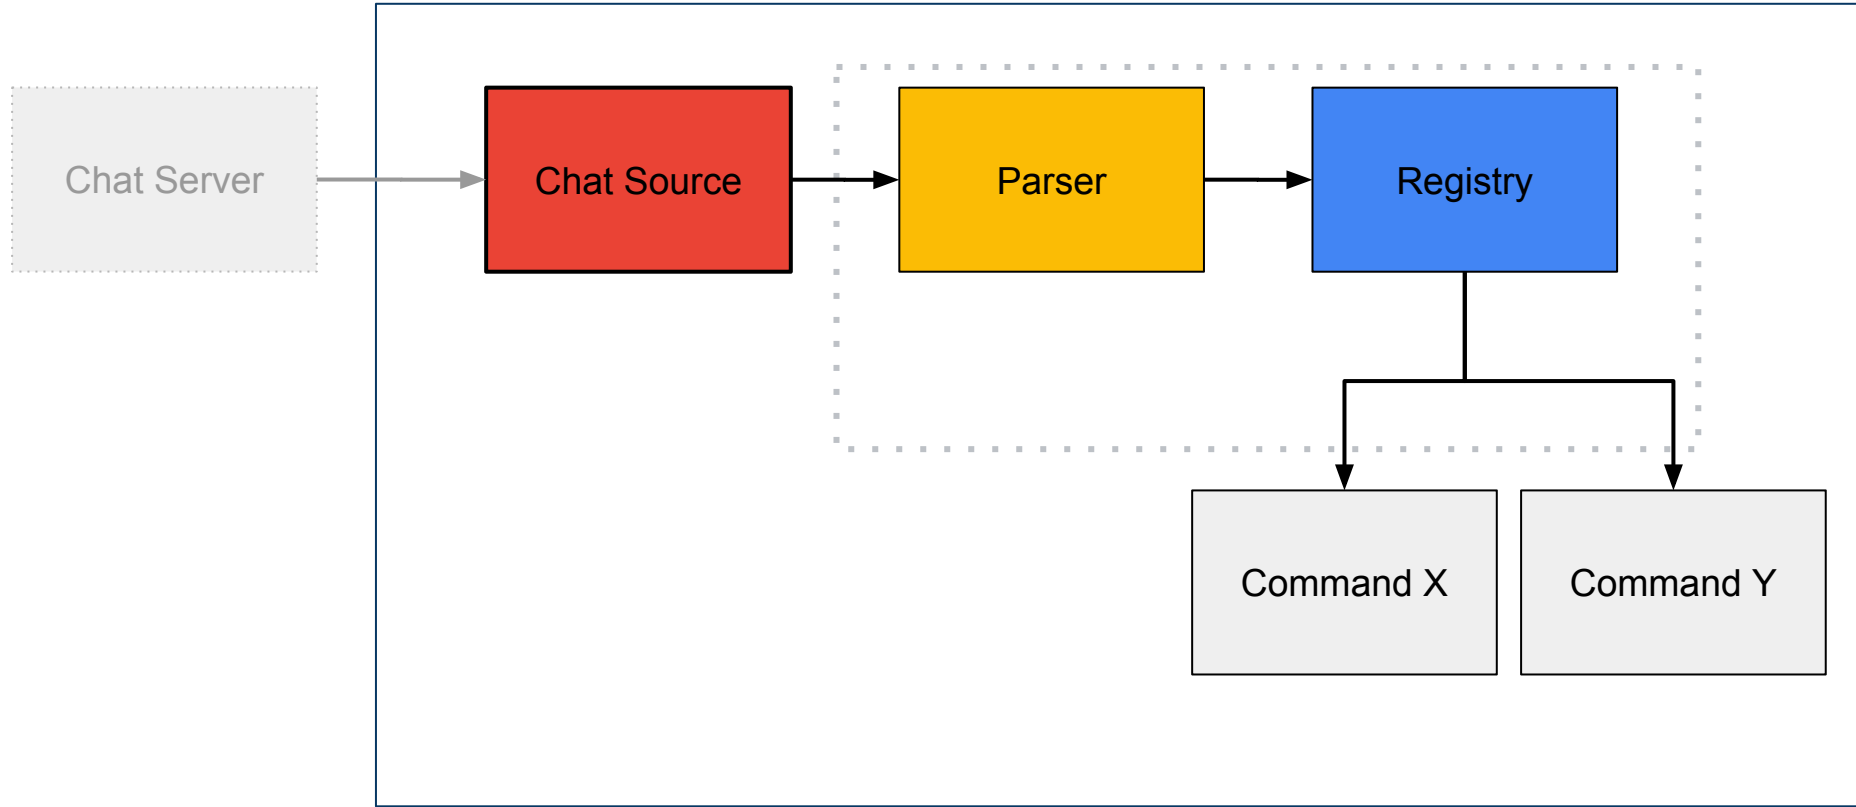 Chat Server
Chat Source
Parser
Registry
Command X
Command Y